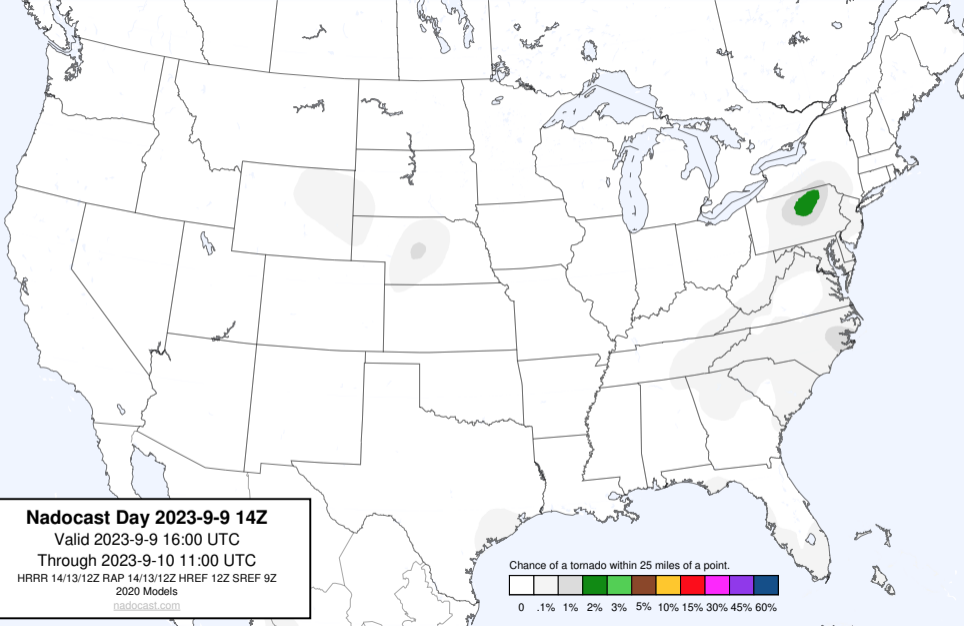 Nadocast Day 2023-9-9 14Z
Valid 2023-9-9 16:00 UTC
Through 2023-9-10 11:00 UTC
HRRR 14/13/12Z RAP 14/13/12Z HREF 12Z SREF 9Z
2020 Models
nadocast.com
Chance of a tornado within 25 miles of a point.
0 .1% 1% 2% 3% 5% 10% 15% 30% 45% 60%